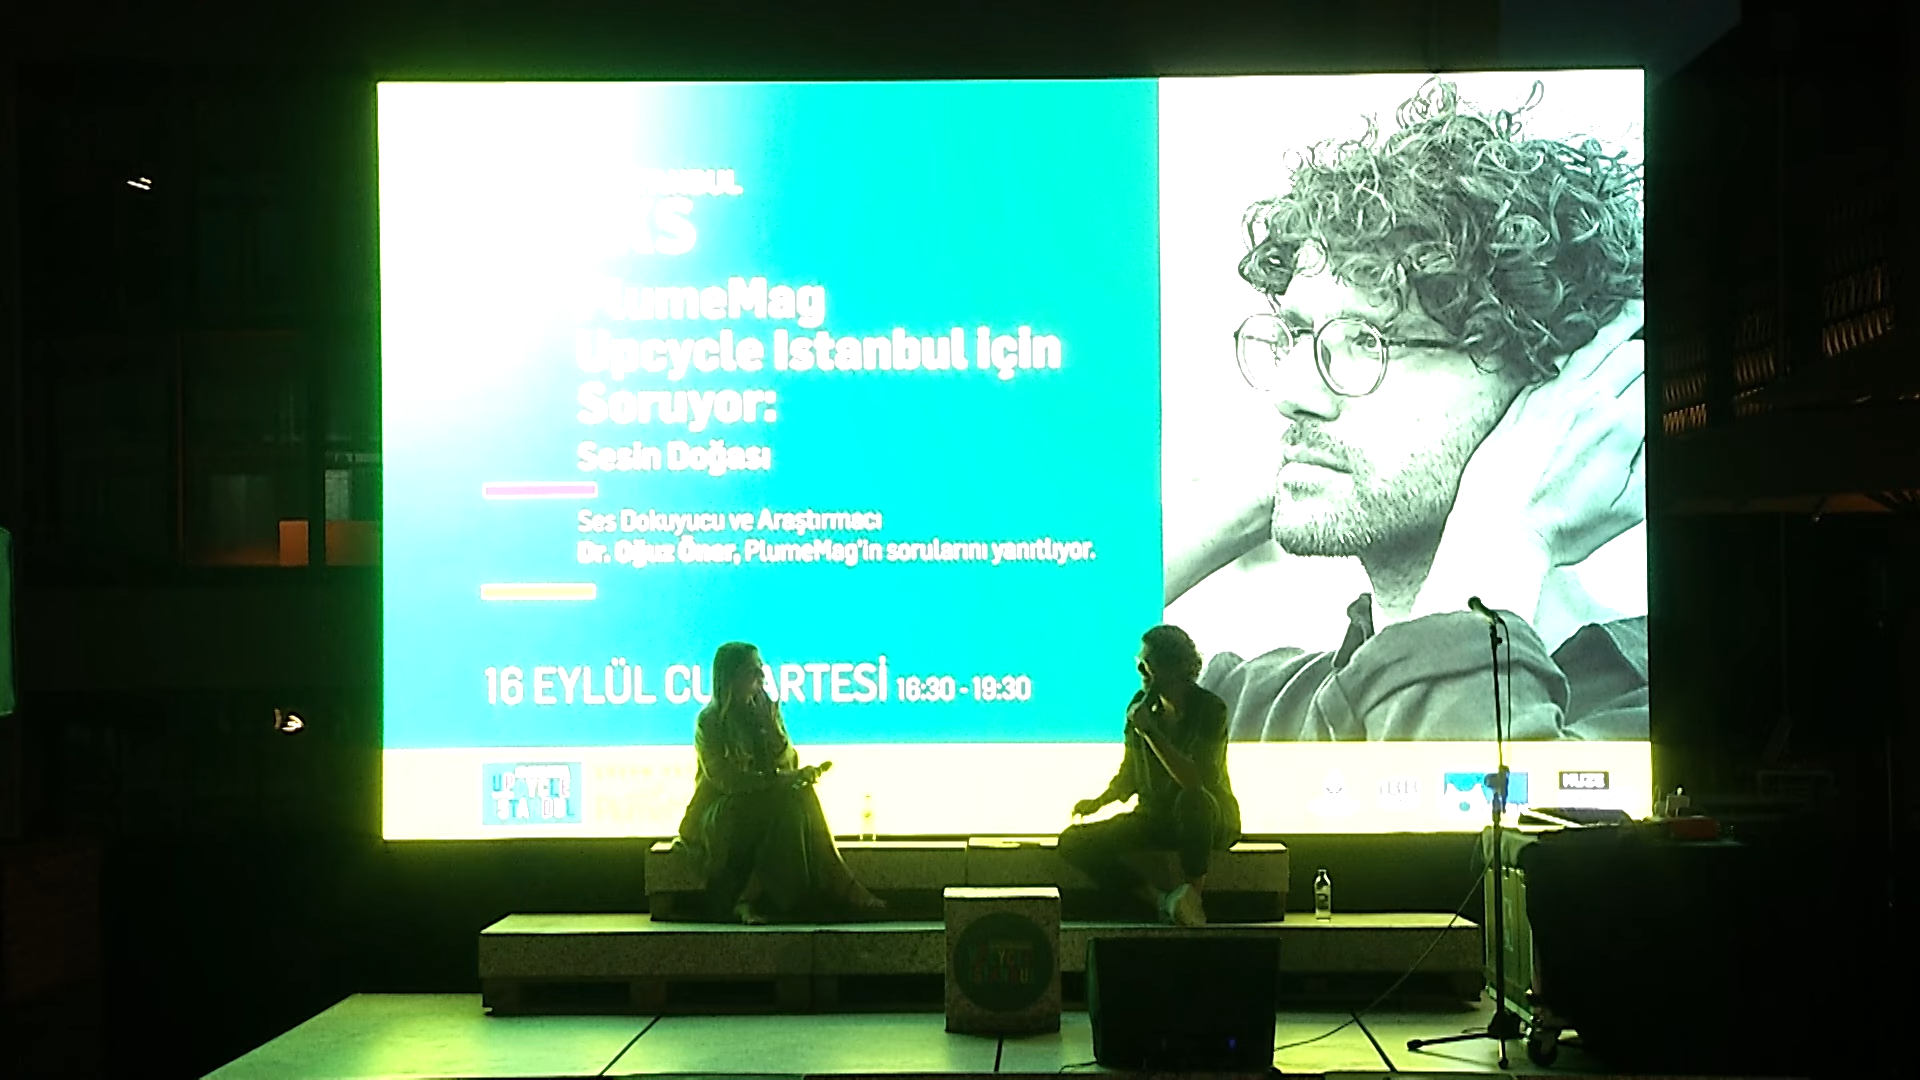 PlumeMag
Upcycle Istanbul için
Soruyor:
Sesin Doğası
Ses Dokuyucu ve Araştırmacı
Dr. Oğuz Öner, PlumeMag'in sorularını yanıtlıyor.
16 EYLÜL 16:30 - 19:30